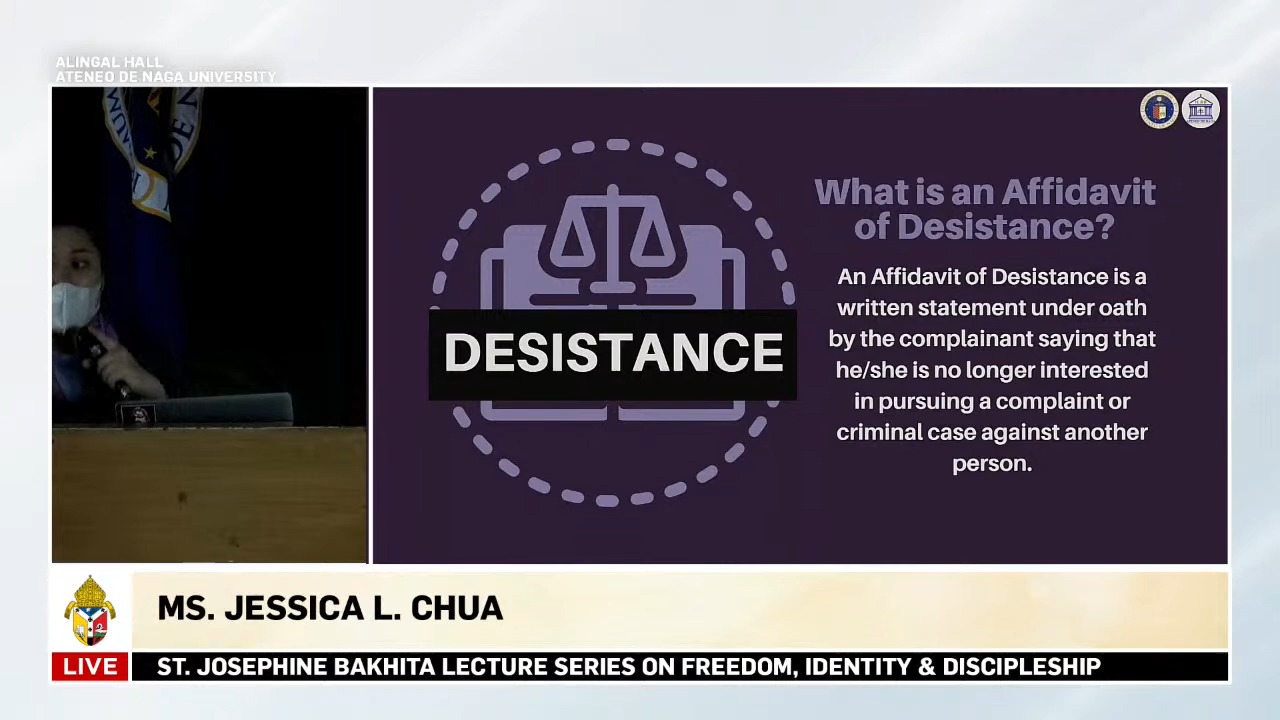 ALINGAL HALL
ATENEO DE NAGA UNIVERSITY
DESISTANCE
What is an Affidavit
of Desistance?
An Affidavit of Desistance is a
written statement under oath
by the complainant saying that
he/she is no longer interested
in pursuing a complaint or
criminal case against another
person.
MS. JESSICA L. CHUA
LIVE
ST. JOSEPHINE BAKHITA LECTURE SERIES ON FREEDOM, IDENTITY & DISCIPLESHIP